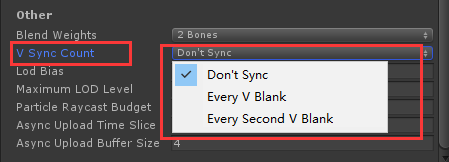 Other
Blend Weights 2 Bones
V Sync Count Don't Sync
Lod Bias
Don't Sync
Maximum LOD Level
Every V Blank
Particle Raycast Budget
Every Second V Blank
Async Upload Time Slice
Async Upload Buffer Size 4